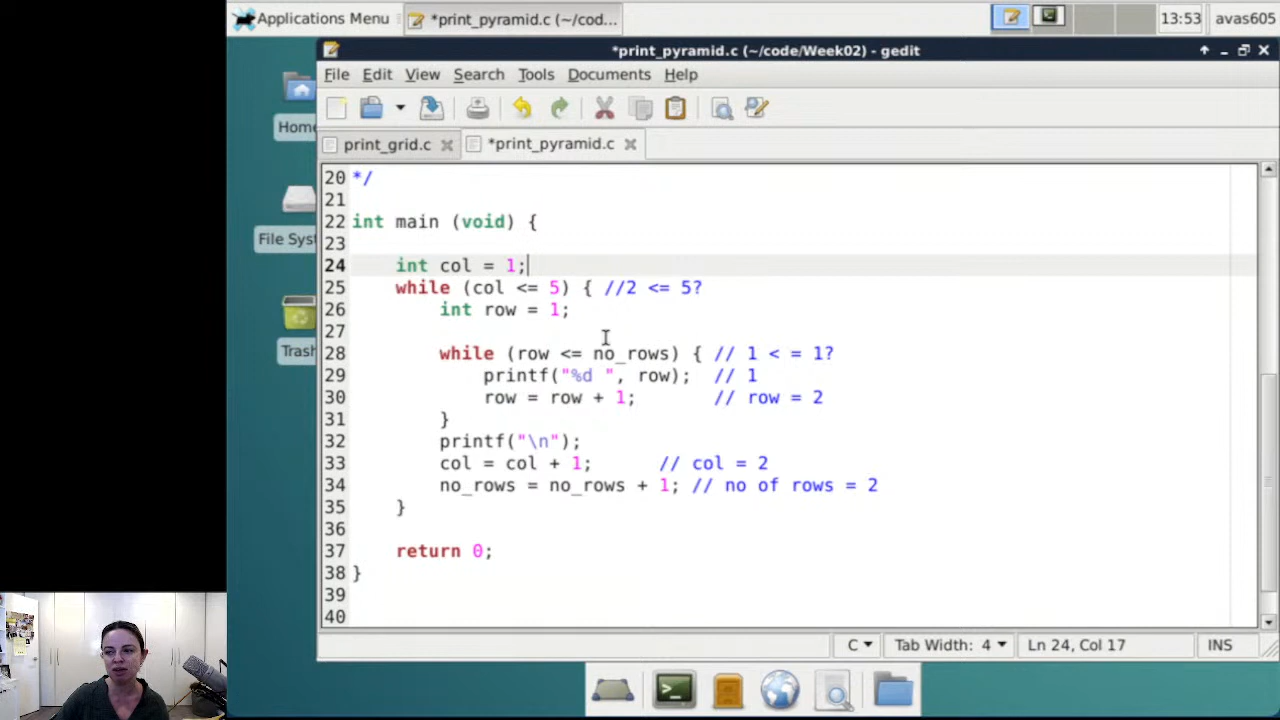 Applications Menu
*print_pyramid.c (~/cod...
13:53
avas605
*print_pyramid.c (~/code/Week02) - gedit
File Edit View Search Tools Documents Help
print_grid.c
*print_pyramid.c
Home
File Sys
Trash
20 */
21
22 int main (void) {
23
24 int col = 1;
25 while (col <= 5) { //2 <= 5?
26 int row = 1;
27
28 while (row <= no_rows) { // 1 < = 1?
29 printf("%d ", row); // 1
30 row = row + 1; // row = 2
31 }
32 printf("\n");
33 col = col + 1; // col = 2
34 no_rows = no_rows + 1; // no of rows = 2
35 }
36
37 return 0;
38 }
39
40
C Tab Width: 4 Ln 24, Col 17 INS